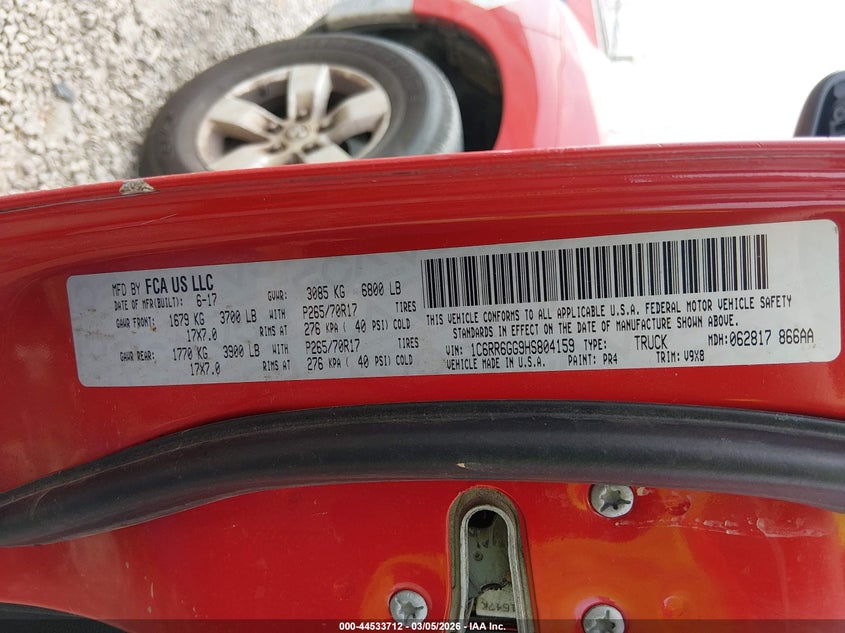 MFD BY FCA US LLC
DATE OF MFR(BUILT): 6-17 GVWR: 3085 KG 6800 LB
GAWR FRONT: 1679 KG 3700 LB WITH P265/70R17 TIRES
17X7.0 RIMS AT 276 KPA ( 40 PSI) COLD
GAWR REAR: 1770 KG 3900 LB WITH P265/70R17 TIRES
17X7.0 RIMS AT 276 KPA ( 40 PSI) COLD
THIS VEHICLE CONFORMS TO ALL APPLICABLE U.S.A. FEDERAL MOTOR VEHICLE SAFETY
STANDARDS IN EFFECT ON THE DATE OF MANUFACTURE SHOWN ABOVE.
VIN: 1C6RR6GG9HS804159 TYPE: TRUCK MDH: 062817 866AA
VEHICLE MADE IN U.S.A. PAINT: PR4 TRIM: V9X8
000-44533712 — 03/05/2026 — IAA Inc.